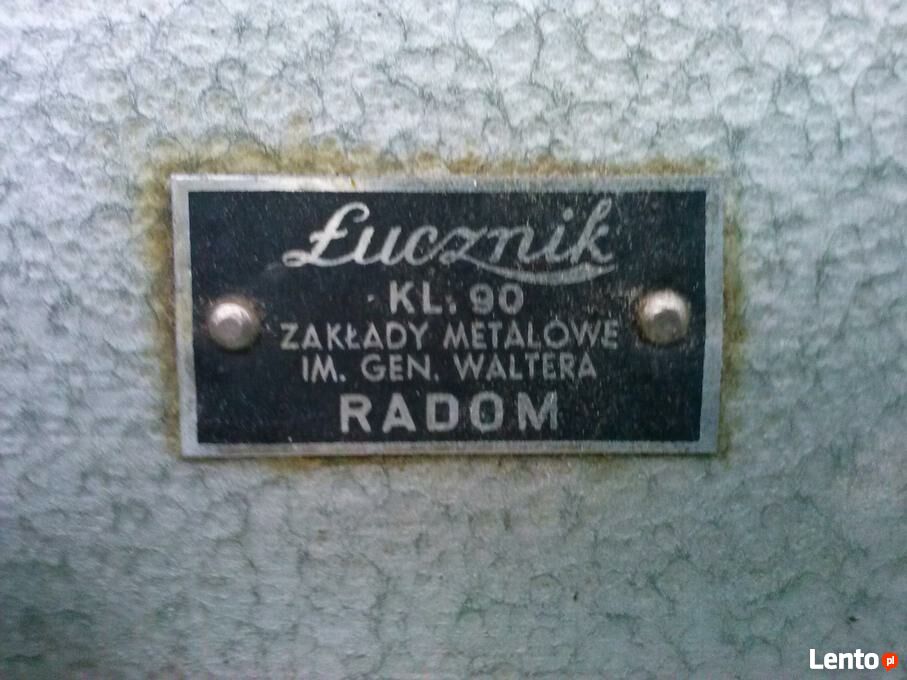 Łucznik
KL. 90
ZAKŁADY METALOWE
IM. GEN. WALTERA
RADOM
Lento.pl